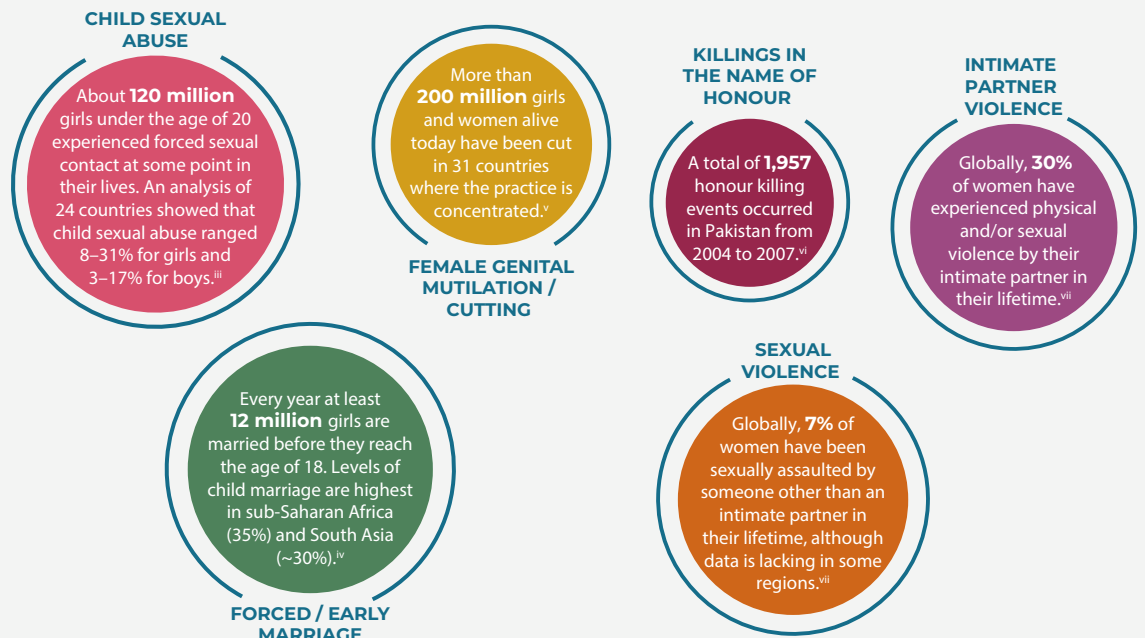 CHILD SEXUAL
ABUSE
About 120 million
girls under the age of 20
experienced forced sexual
contact at some point in
their lives. An analysis of
24 countries showed that
child sexual abuse ranged
8–31% for girls and
3–17% for boys.iii
More than
200 million girls
and women alive
today have been cut
in 31 countries
where the practice is
concentrated.v
FEMALE GENITAL
MUTILATION /
CUTTING
KILLINGS IN
THE NAME OF
HONOUR
A total of 1,957
honour killing
events occurred
in Pakistan from
2004 to 2007.vi
INTIMATE
PARTNER
VIOLENCE
Globally, 30%
of women have
experienced physical
and/or sexual
violence by their
intimate partner in
their lifetime.vii
Every year at least
12 million girls are
married before they reach
the age of 18. Levels of
child marriage are highest
in sub-Saharan Africa
(35%) and South Asia
(~30%).iv
FORCED / EARLY
MARRIAGE
SEXUAL
VIOLENCE
Globally, 7% of
women have been
sexually assaulted by
someone other than an
intimate partner in
their lifetime, although
data is lacking in some
regions.vii